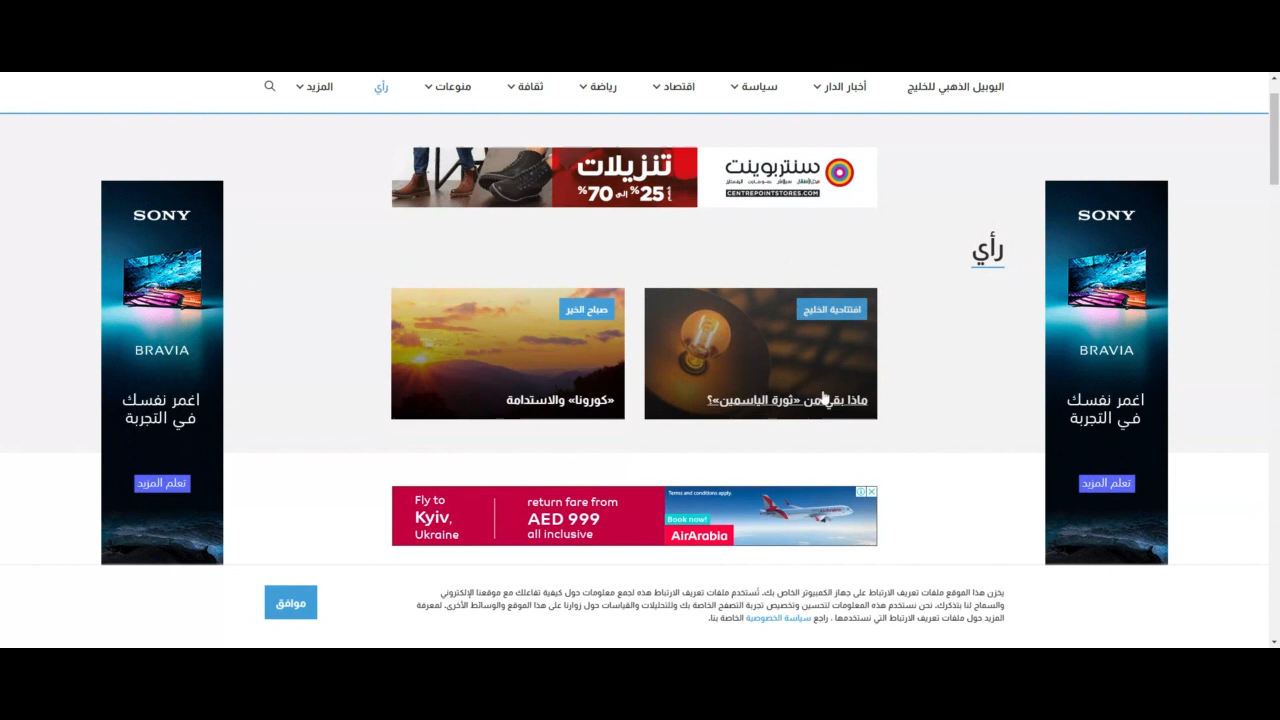 اليوبيل الذهبي للخليج أخبار الدار سياسة اقتصاد رياضة ثقافة منوعات رأي المزيد
سنتربوينت
CENTREPOINTSTORES.COM
تنزيلات
25% إلى 70%
رأي
SONY
BRAVIA
اغمر نفسك
في التجربة
تعلم المزيد
افتتاحية الخليج
ماذا بقي من «ثورة الياسمين»؟
صباح الخير
«كورونا» والاستدامة
SONY
BRAVIA
اغمر نفسك
في التجربة
تعلم المزيد
Fly to
Kyiv,
Ukraine
return fare from
AED 999
all inclusive
Terms and conditions apply.
Book now!
AirArabia
يخزن هذا الموقع ملفات تعريف الارتباط على جهاز الكمبيوتر الخاص بك. تُستخدم ملفات تعريف الارتباط هذه لجمع معلومات حول كيفية تفاعلك مع موقعنا الإلكتروني
والسماح لنا بتذكرك. نحن نستخدم هذه المعلومات لتحسين وتخصيص تجربة التصفح الخاصة بك وللتحليلات والقياسات حول زوارنا على هذا الموقع والوسائط الأخرى. لمعرفة
المزيد حول ملفات تعريف الارتباط التي نستخدمها ، راجع سياسة الخصوصية الخاصة بنا.
موافق